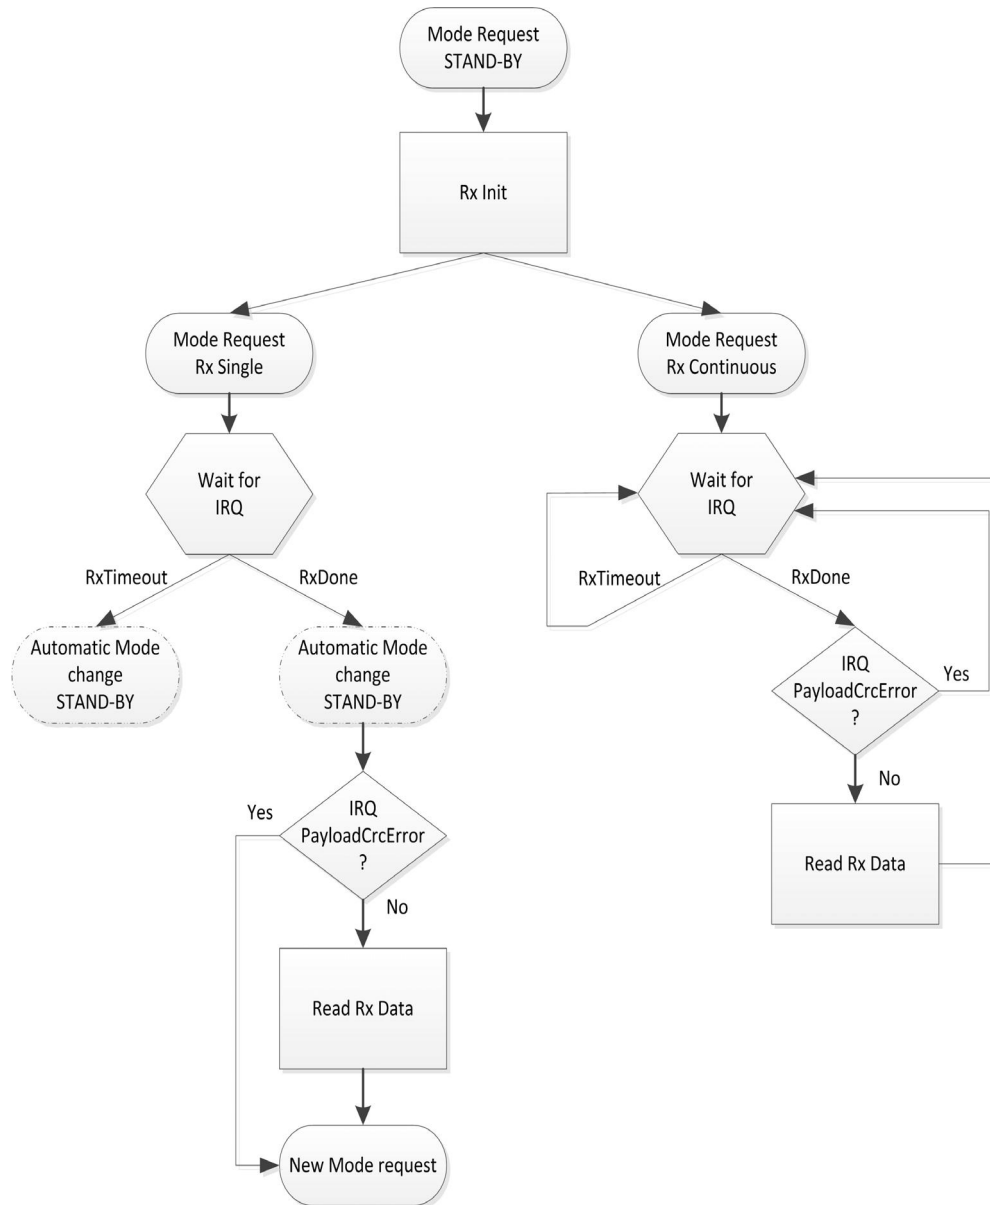 Mode Request
STAND-BY
Rx Init
Mode Request
Rx Single
Mode Request
Rx Continuous
Wait for
IRQ
Wait for
IRQ
RxTimeout
RxDone
RxTimeout
RxDone
Automatic Mode
change
STAND-BY
Automatic Mode
change
STAND-BY
IRQ
PayloadCrcError
?
Yes
No
Yes
IRQ
PayloadCrcError
?
No
Read Rx Data
Read Rx Data
New Mode request